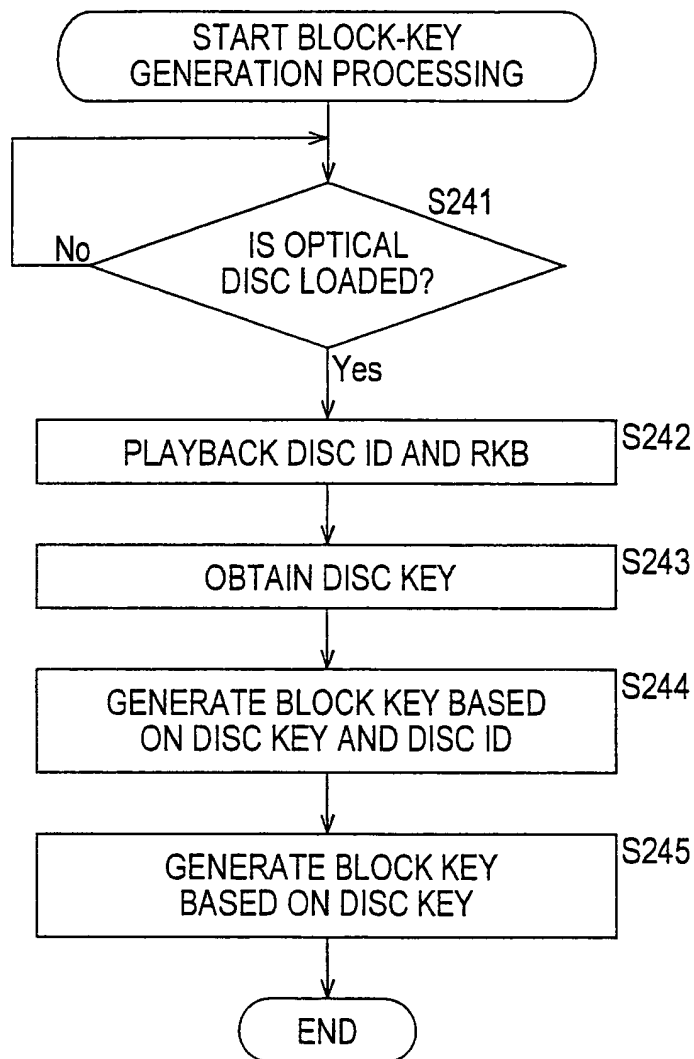 START BLOCK-KEY
GENERATION PROCESSING
S241
IS OPTICAL
DISC LOADED?
No
Yes
PLAYBACK DISC ID AND RKB
S242
OBTAIN DISC KEY
S243
GENERATE BLOCK KEY BASED
ON DISC KEY AND DISC ID
S244
GENERATE BLOCK KEY
BASED ON DISC KEY
S245
END